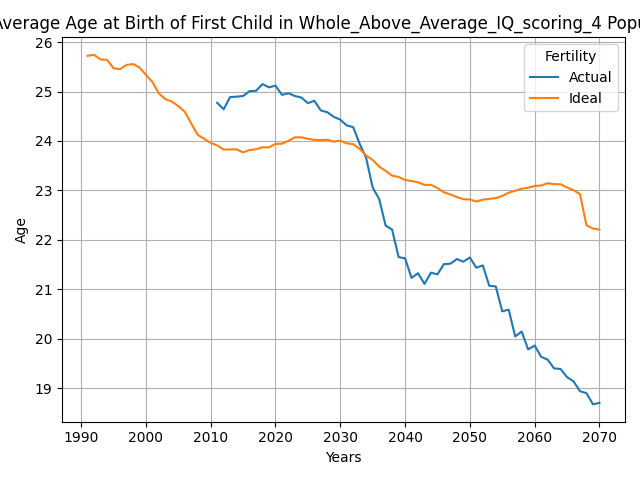 Average Age at Birth of First Child in Whole_Above_Average_IQ_scoring_4
Fertility
Actual
Ideal
26
25
24
23
22
21
20
19
Age
1990 2000 2010 2020 2030 2040 2050 2060 2070
Years